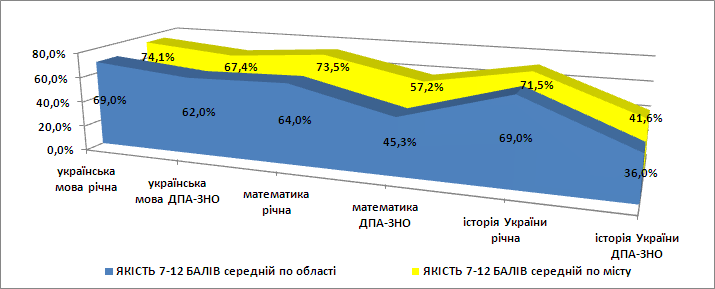 80,0%
60,0%
40,0%
20,0%
0,0%
74,1%
67,4%
73,5%
57,2%
71,5%
41,6%
69,0%
62,0%
64,0%
45,3%
69,0%
36,0%
українська
мова річна
українська
мова ДПА-ЗНО
математика
річна
математика
ДПА-ЗНО
історія України
річна
історія України
ДПА-ЗНО
ЯКІСТЬ 7-12 БАЛІВ середній по області
ЯКІСТЬ 7-12 БАЛІВ середній по місту